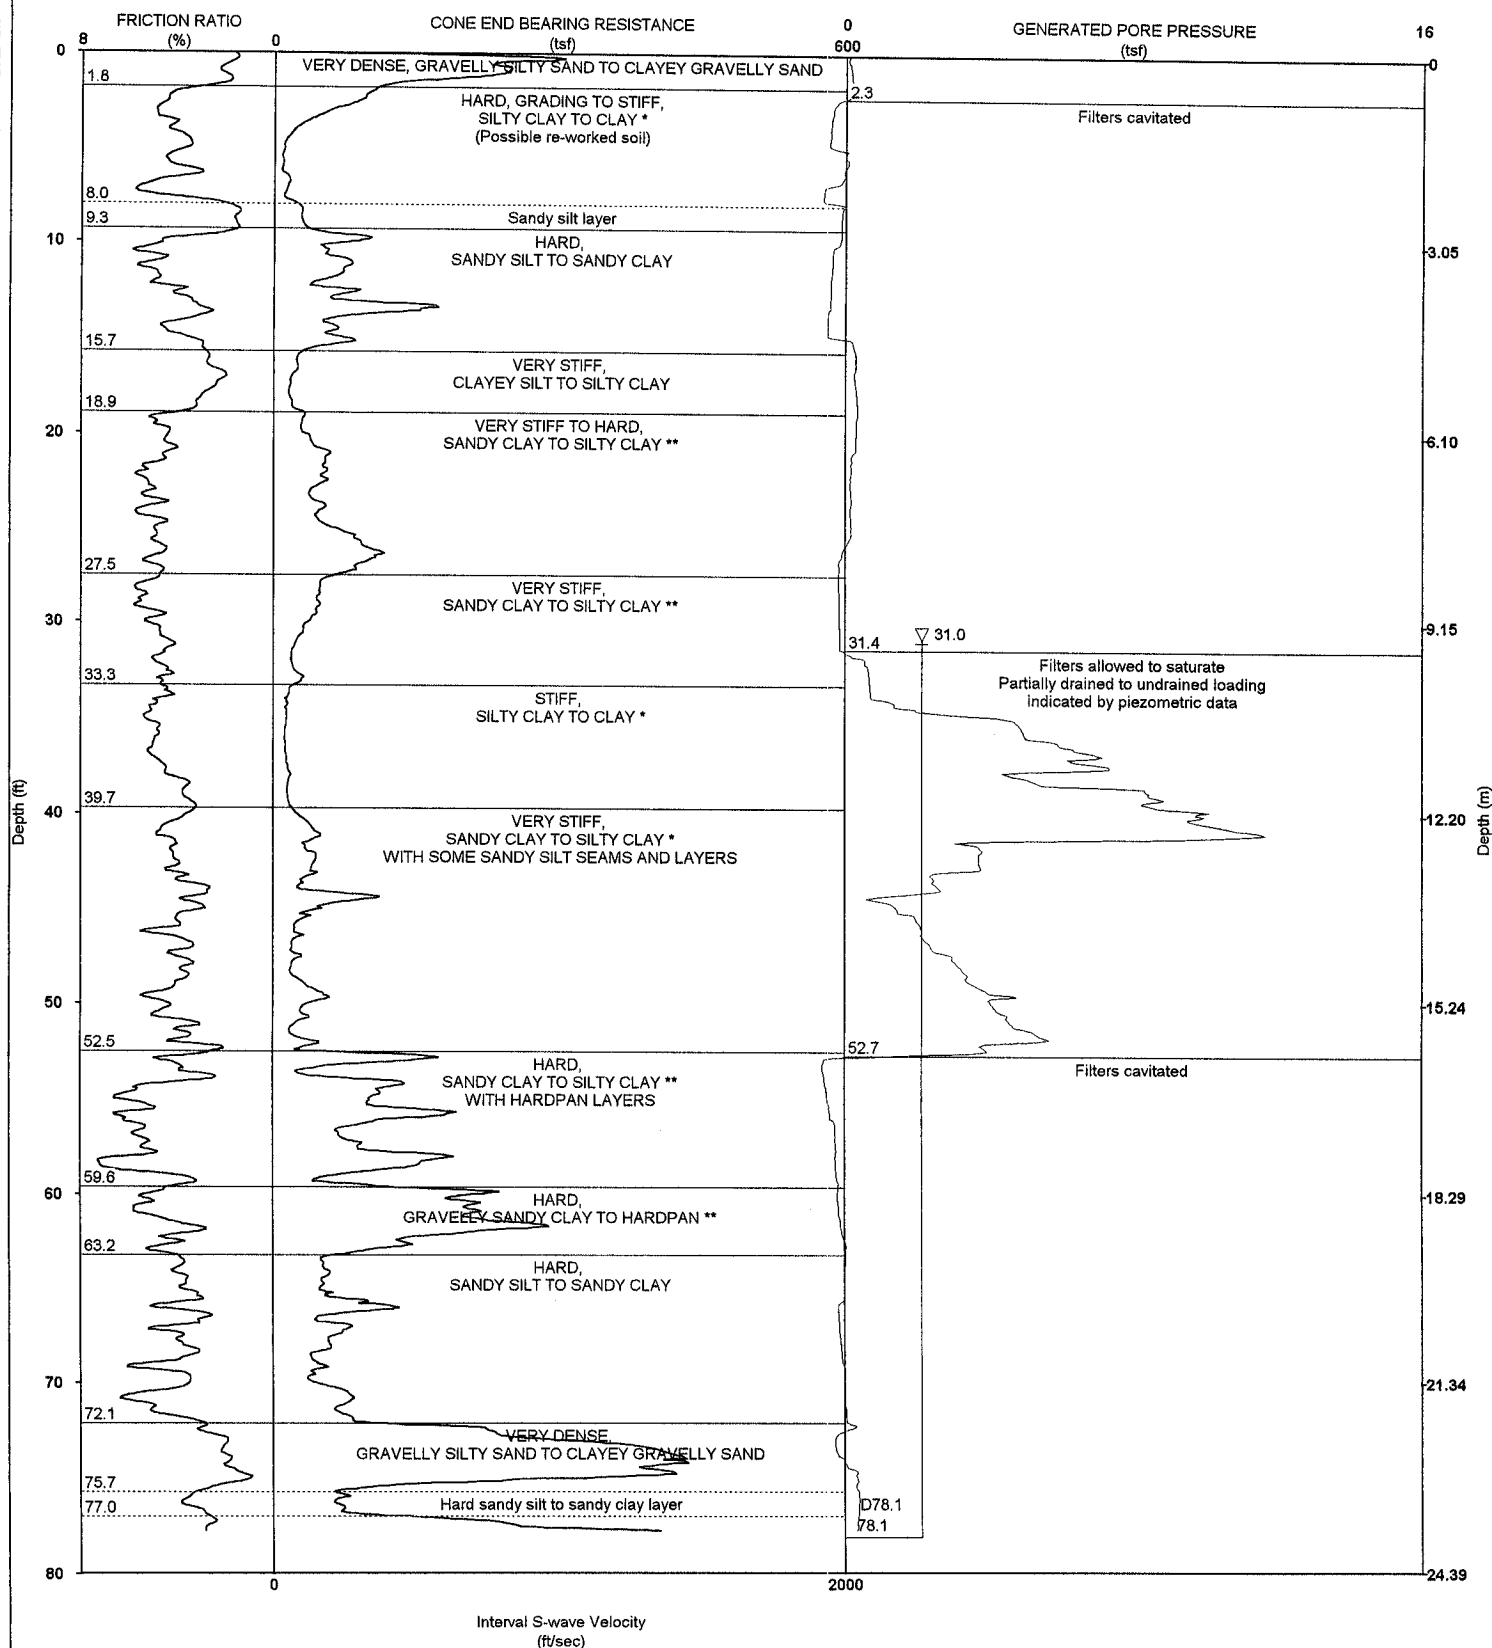 FRICTION RATIO
(%)
8
0
CONE END BEARING RESISTANCE
(tsf)
0
600
GENERATED PORE PRESSURE
(tsf)
16
0
0
VERY DENSE, GRAVELLY SILTY SAND TO CLAYEY GRAVELLY SAND
1.8
2.3
HARD, GRADING TO STIFF,
SILTY CLAY TO CLAY *
(Possible re-worked soil)
Filters cavitated
8.0
Sandy silt layer
9.3
10
HARD,
SANDY SILT TO SANDY CLAY
3.05
15.7
VERY STIFF,
CLAYEY SILT TO SILTY CLAY
18.9
20
VERY STIFF TO HARD,
SANDY CLAY TO SILTY CLAY **
6.10
27.5
VERY STIFF,
SANDY CLAY TO SILTY CLAY **
30
9.15
31.4
31.0
Filters allowed to saturate
Partially drained to undrained loading
indicated by piezometric data
33.3
STIFF,
SILTY CLAY TO CLAY *
39.7
40
VERY STIFF,
SANDY CLAY TO SILTY CLAY *
WITH SOME SANDY SILT SEAMS AND LAYERS
12.20
Depth (ft)
Depth (m)
50
15.24
52.5
52.7
HARD,
SANDY CLAY TO SILTY CLAY **
WITH HARDPAN LAYERS
Filters cavitated
59.6
60
HARD,
GRAVELLY SANDY CLAY TO HARDPAN **
18.29
63.2
HARD,
SANDY SILT TO SANDY CLAY
70
21.34
72.1
VERY DENSE,
GRAVELLY SILTY SAND TO CLAYEY GRAVELLY SAND
75.7
Hard sandy silt to sandy clay layer
77.0
D78.1
78.1
80
24.39
0
2000
Interval S-wave Velocity
(ft/sec)